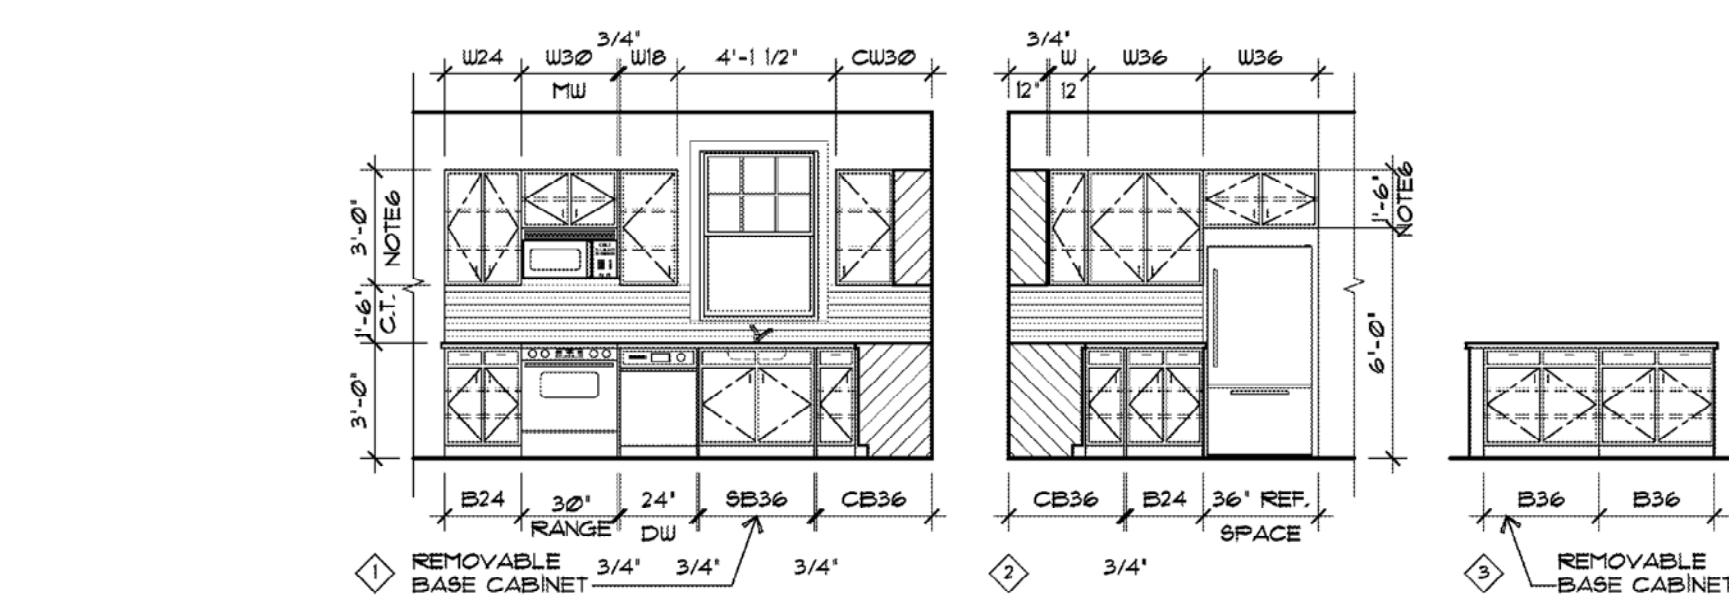 3/4"
W24 W30 W18 4'-1 1/2" CW30
MW
3'-0"
NOTE6
1'-6"
C.T.
3'-0"
B24 30" 24" SB36 CB36
RANGE DW
1 REMOVABLE
BASE CABINET
3/4" 3/4" 3/4"
3/4"
W W36 W36
12" 12
1'-6"
NOTE6
6'-0"
CB36 B24 36" REF.
SPACE
2 3/4"
B36 B36
3 REMOVABLE
BASE CABINET